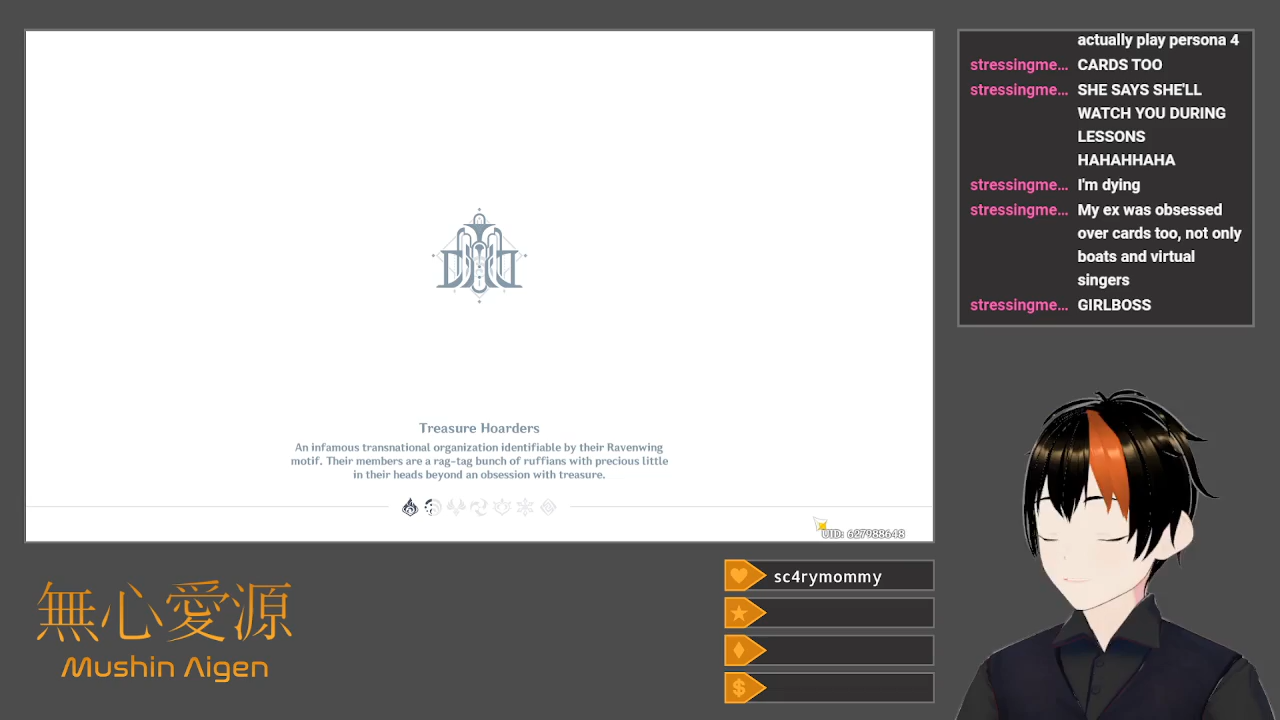 Treasure Hoarders
An infamous transnational organization identifiable by their Ravenwing
motif. Their members are a rag-tag bunch of ruffians with precious little
in their heads beyond an obsession with treasure.
UID: 627988648
actually play persona 4
stressingme... CARDS TOO
stressingme... SHE SAYS SHE'LL
WATCH YOU DURING
LESSONS
HAHAHHAHA
stressingme... I'm dying
stressingme... My ex was obsessed
over cards too, not only
boats and virtual
singers
stressingme... GIRLBOSS
sc4rymommy
無心愛源
Mushin Aigen